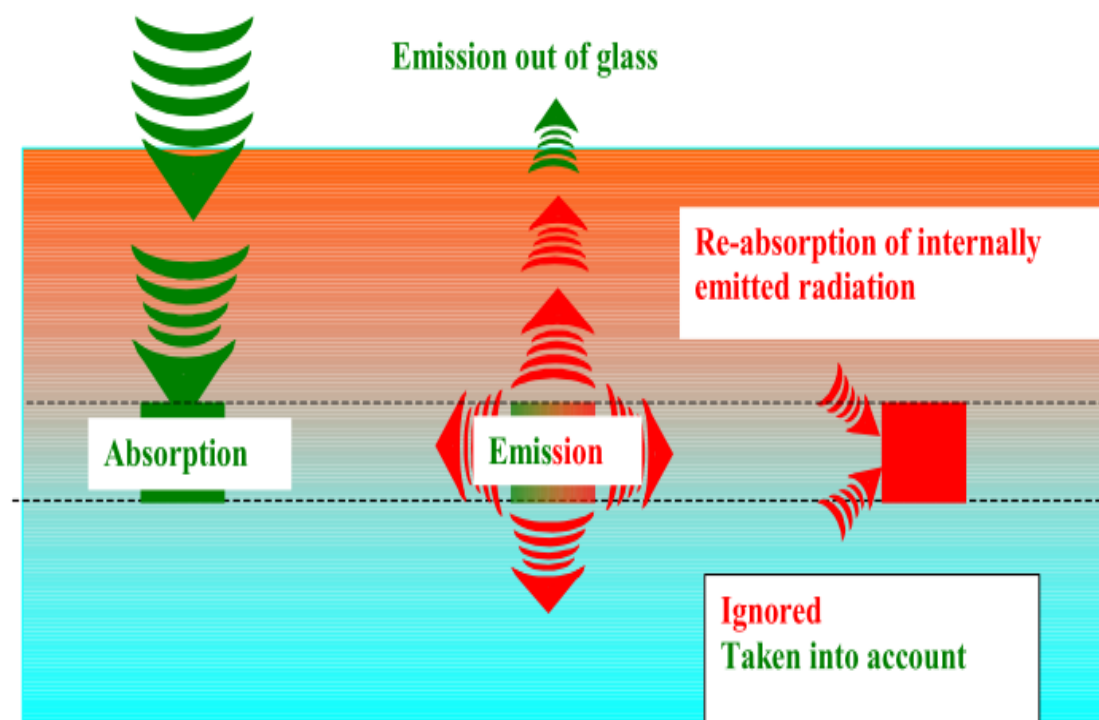 Emission out of glass
Re-absorption of internally
emitted radiation
Absorption
Emission
Ignored
Taken into account